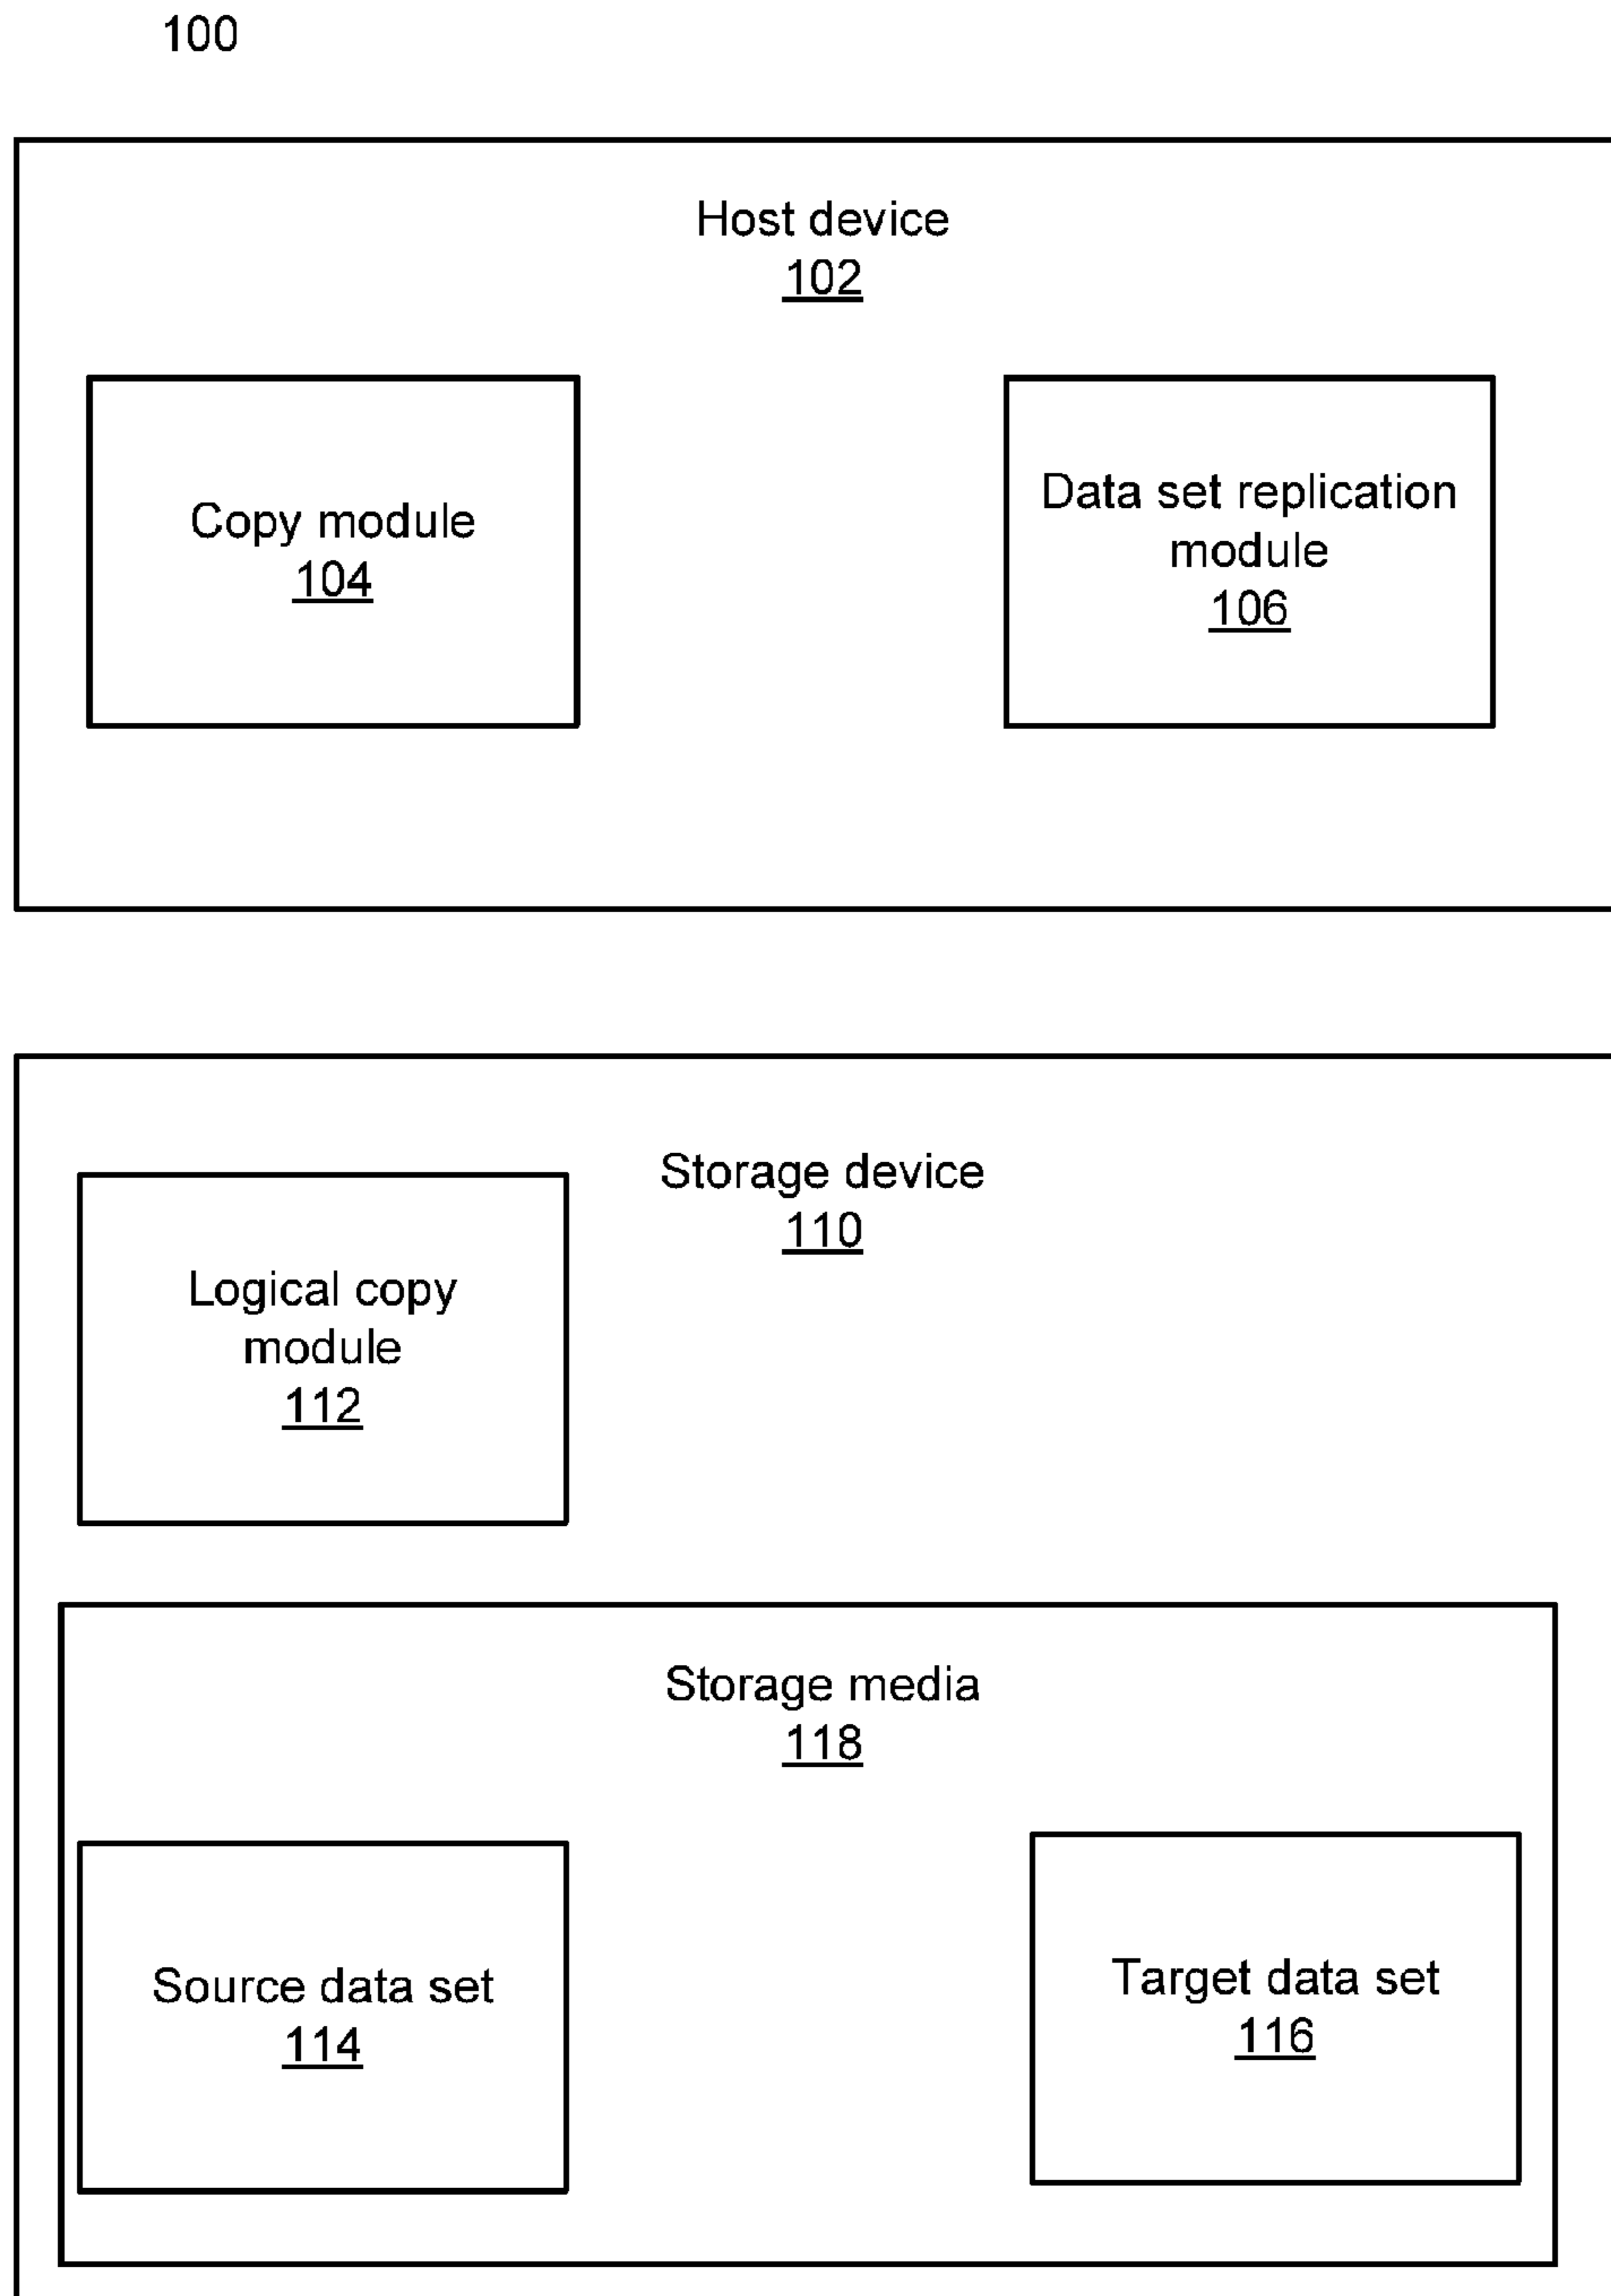 100
Host device
102
Copy module
104
Data set replication
module
106
Storage device
110
Logical copy
module
112
Storage media
118
Source data set
114
Target data set
116